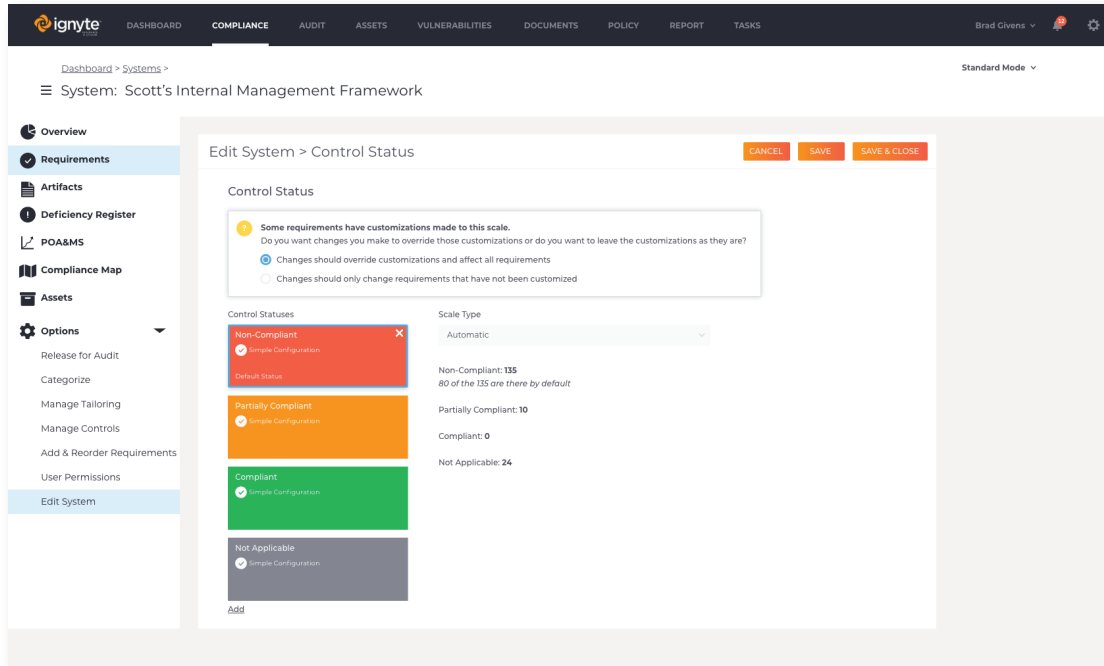 ignyte
DASHBOARD
COMPLIANCE
AUDIT
ASSETS
VULNERABILITIES
DOCUMENTS
POLICY
REPORT
TASKS
Brad Givens
Dashboard > Systems >
Standard Mode
System: Scott's Internal Management Framework
Overview
Requirements
Artifacts
Deficiency Register
POA&MS
Compliance Map
Assets
Options
Release for Audit
Categorize
Manage Tailoring
Manage Controls
Add & Reorder Requirements
User Permissions
Edit System
Edit System > Control Status
CANCEL
SAVE
SAVE & CLOSE
Control Status
?
Some requirements have customizations made to this scale.
Do you want changes you make to override those customizations or do you want to leave the customizations as they are?
Changes should override customizations and affect all requirements
Changes should only change requirements that have not been customized
Control Statuses
Non-Compliant
Simple Configuration
Default Status
Partially Compliant
Simple Configuration
Compliant
Simple Configuration
Not Applicable
Simple Configuration
Add
Scale Type
Automatic
Non-Compliant: 135
80 of the 135 are there by default
Partially Compliant: 10
Compliant: 0
Not Applicable: 24